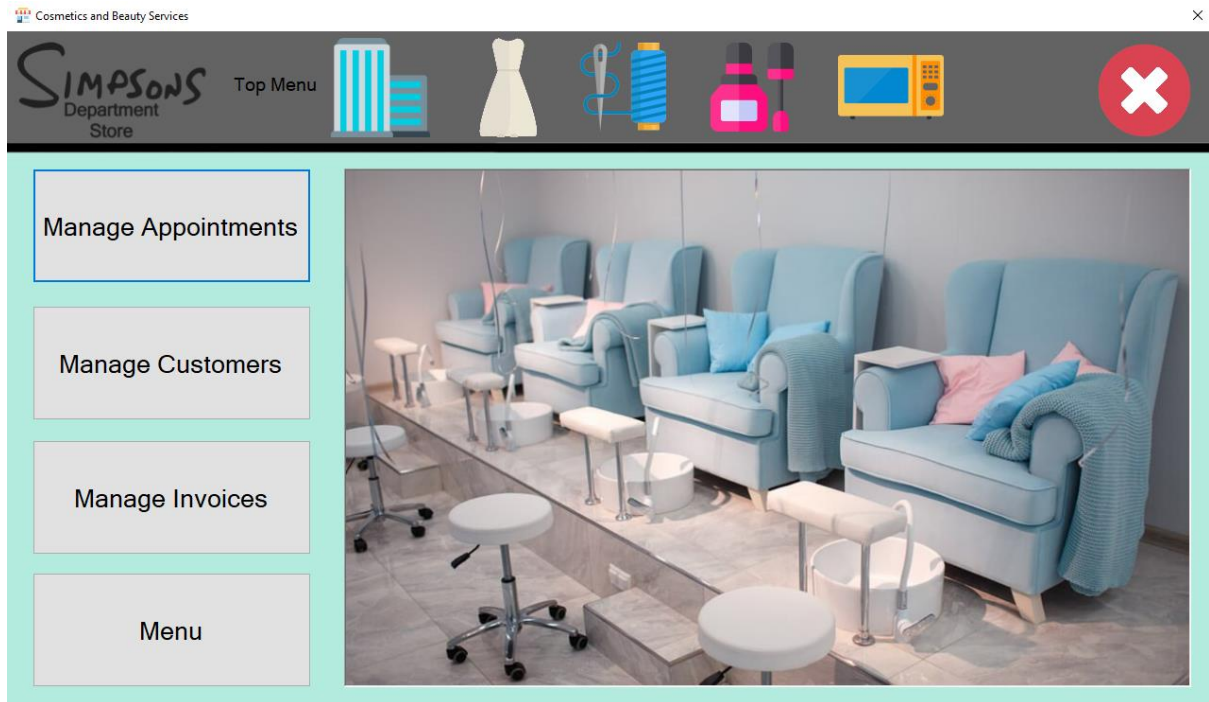 Cosmetics and Beauty Services
SIMPSONS
Department
Store
Top Menu
Manage Appointments
Manage Customers
Manage Invoices
Menu